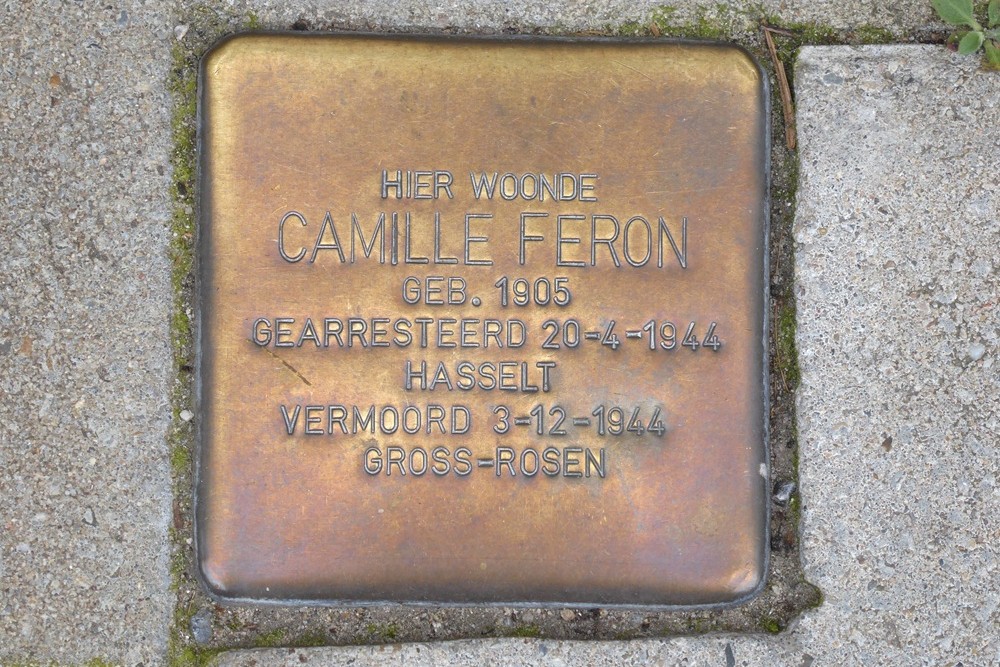 HIER WOONDE
CAMILLE FERON
GEB. 1905
GEARRESTEERD 20-4-1944
HASSELT
VERMOORD 3-12-1944
GROSS-ROSEN